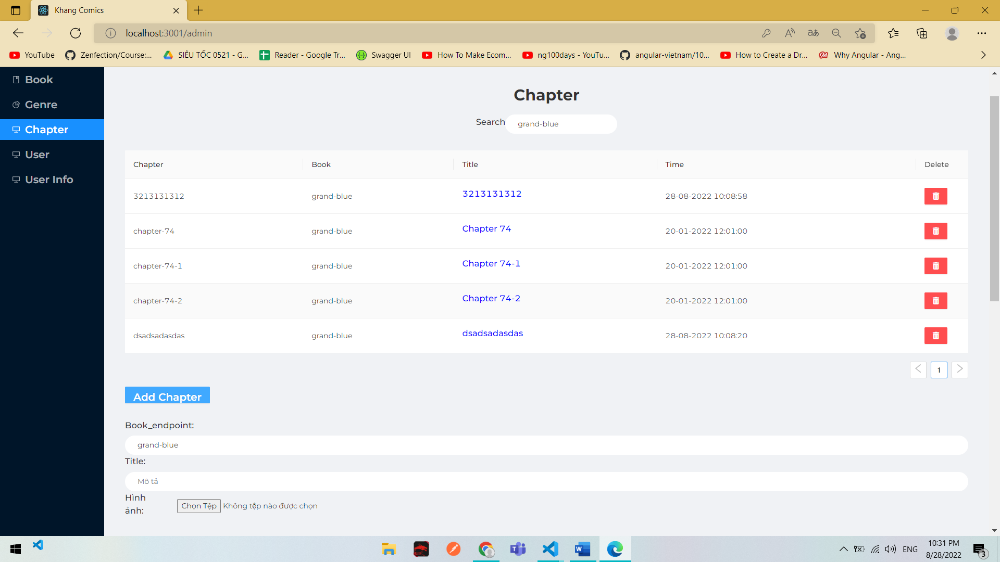 Khang Comics
localhost:3001/admin
YouTube
Zenfection/Course:...
SIÊU TỐC 0521 - G...
Reader - Google Tr...
Swagger UI
How To Make Ecom...
ng100days - YouTu...
angular-vietnam/10...
How to Create a Dr...
Why Angular - Ang...
Book
Genre
Chapter
User
User Info
Chapter
Search grand-blue
Chapter Book Title Time Delete
3213131312 grand-blue 3213131312 28-08-2022 10:08:58
chapter-74 grand-blue Chapter 74 20-01-2022 12:01:00
chapter-74-1 grand-blue Chapter 74-1 20-01-2022 12:01:00
chapter-74-2 grand-blue Chapter 74-2 20-01-2022 12:01:00
dsadsadasdas grand-blue dsadsadasdas 28-08-2022 10:08:20
1
Add Chapter
Book_endpoint:
grand-blue
Title:
Mô tả
Hình
ảnh:
Chọn Tệp Không tệp nào được chọn
ENG
10:31 PM
8/28/2022
3